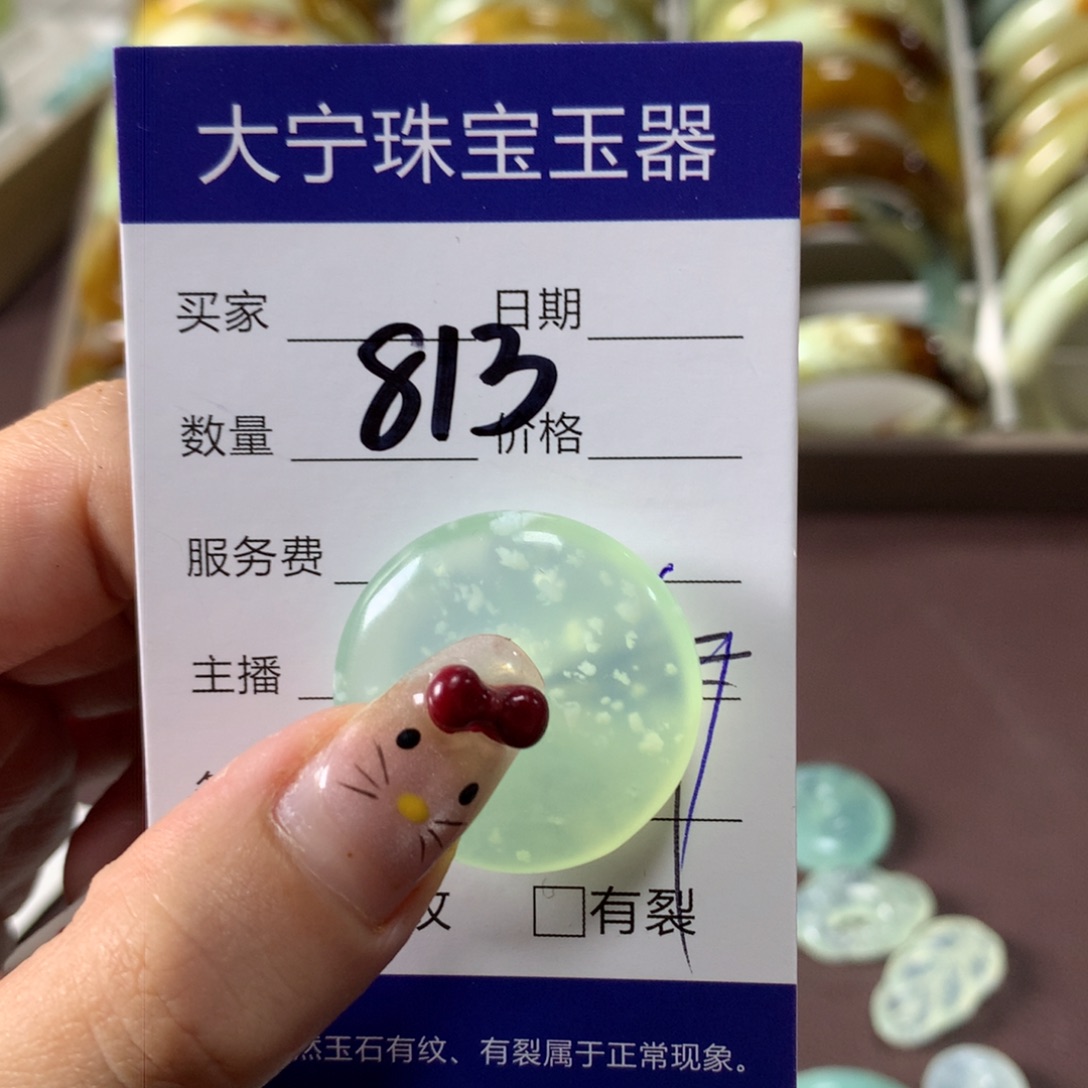 大宁珠宝玉器
买家 日期
813
数量 价格
服务费
主播
纹 □有裂
然玉石有纹、有裂属于正常现象。